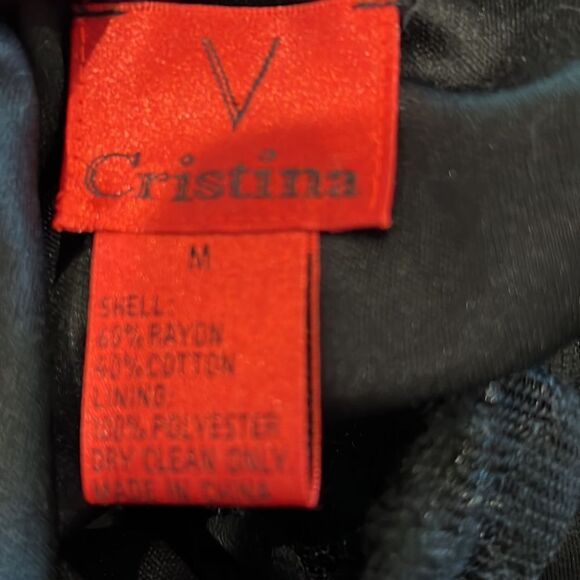 V
Cristina
M
SHELL:
60% RAYON
40% COTTON
LINING:
100% POLYESTER
DRY CLEAN ONLY
MADE IN CHINA